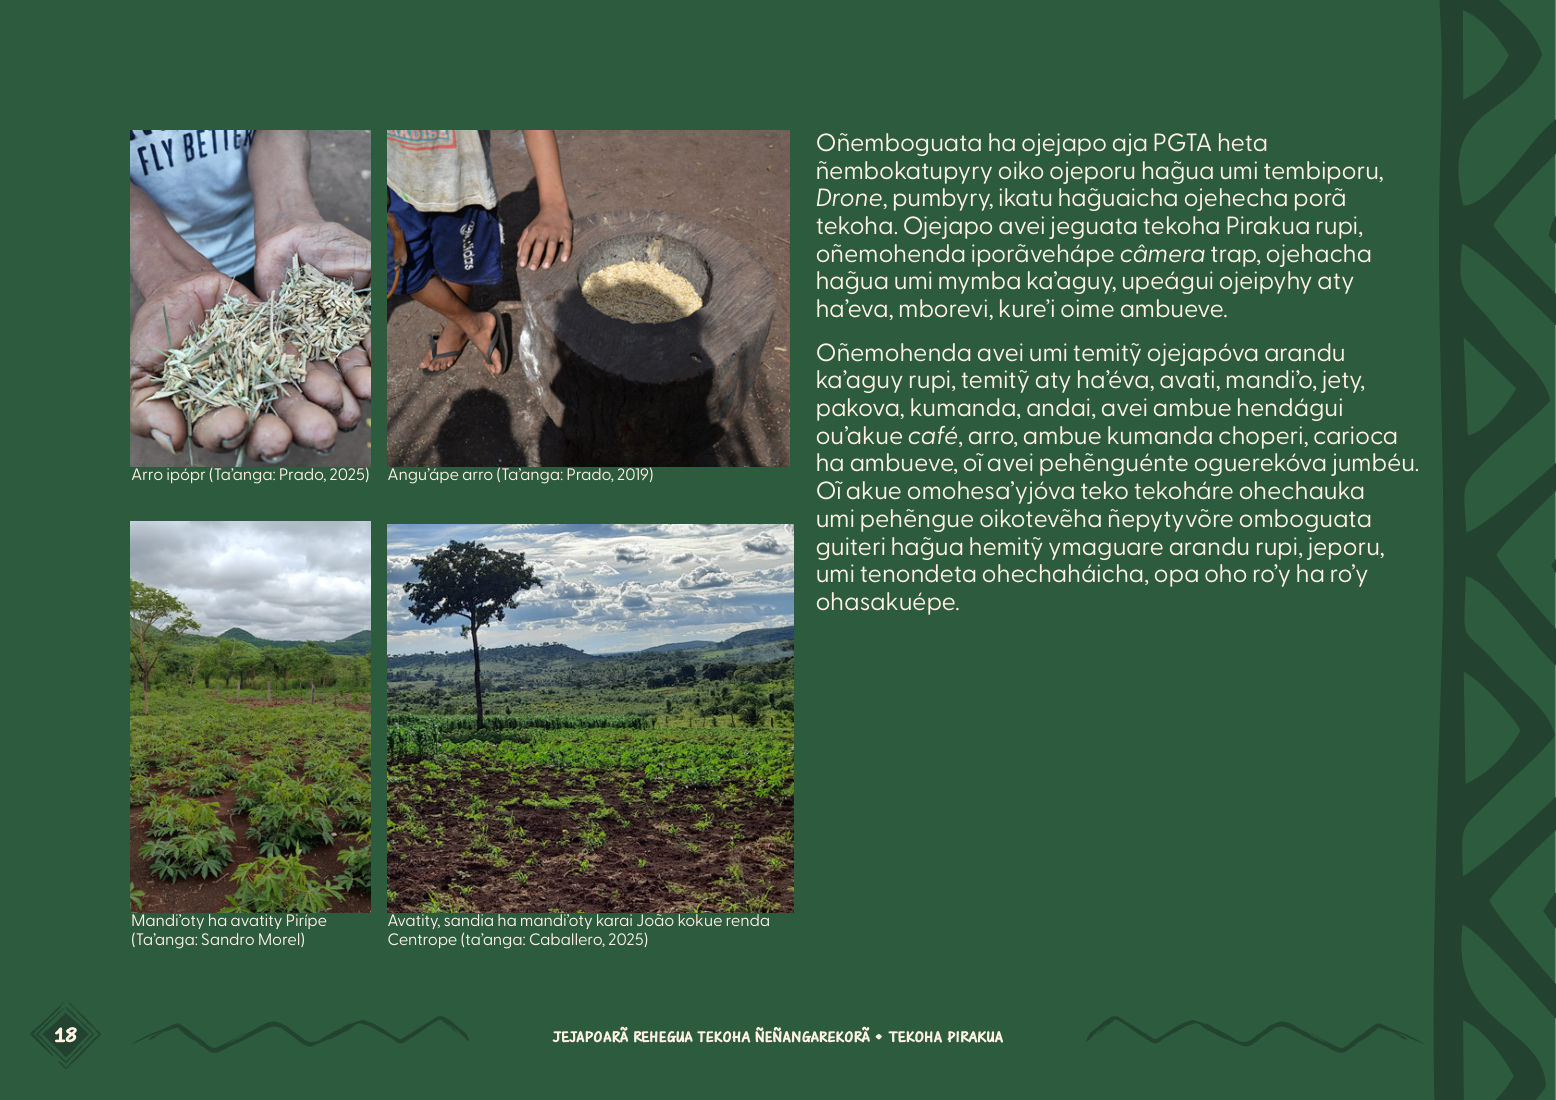 FLY BETTER
adidas
Arro ipópr (Ta'anga: Prado, 2025)
Angu'ápe arro (Ta'anga: Prado, 2019)
Mandi'oty ha avatity Pirípe
(Ta'anga: Sandro Morel)
Avatity, sandia ha mandi'oty karai João kokue renda
Centrope (ta'anga: Caballero, 2025)
Oñemboguata ha ojejapo aja PGTA heta
ñembokatupyry oiko ojeporu hag̃ua umi tembiporu,
Drone, pumbyry, ikatu hag̃uaicha ojehecha porã
tekoha. Ojejapo avei jeguata tekoha Pirakua rupi,
oñemohenda iporãvehápe câmera trap, ojehacha
hag̃ua umi mymba ka'aguy, upeágui ojeipyhy aty
ha'eva, mborevi, kure'i oime ambueve.
Oñemohenda avei umi temitỹ ojejapóva arandu
ka'aguy rupi, temitỹ aty ha'éva, avati, mandi'o, jety,
pakova, kumanda, andai, avei ambue hendágui
ou'akue café, arro, ambue kumanda choperi, carioca
ha ambueve, oĩ avei pehẽnguénte oguerekóva jumbéu.
Oĩ akue omohesa'yjóva teko tekoháre ohechauka
umi pehẽngue oikotevẽha ñepytyvõre omboguata
guiteri hag̃ua hemitỹ ymaguare arandu rupi, jeporu,
umi tenondeta ohechaháicha, opa oho ro'y ha ro'y
ohasakuépe.
18
JEJAPOARÃ REHEGUA TEKOHA ÑEÑANGAREKORÃ • TEKOHA PIRAKUA